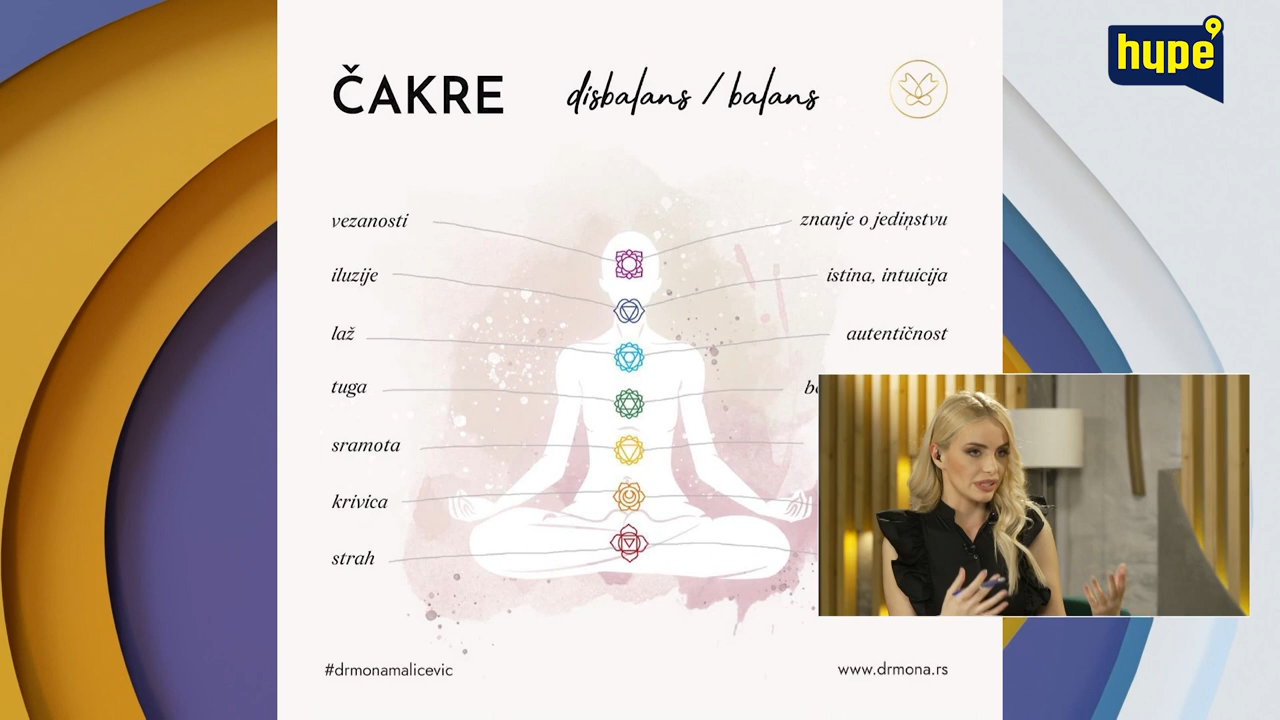 hype
ČAKRE
disbalans / balans
vezanosti
znanje o jedinstvu
iluzije
istina, intuicija
laž
autentičnost
tuga
sramota
krivica
strah
#drmonamalicevic
www.drmona.rs